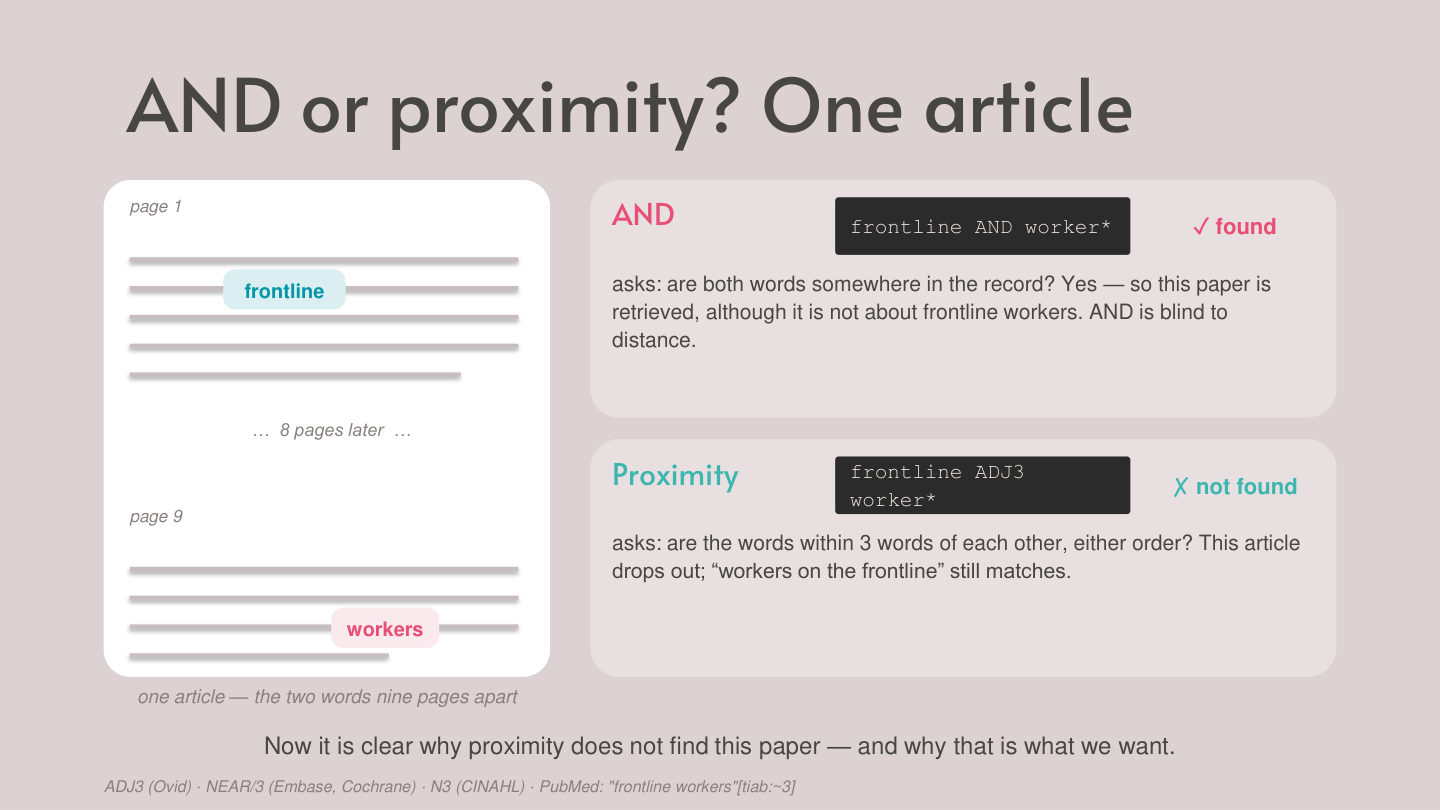 AND or proximity? One article
page 1
frontline
… 8 pages later …
page 9
workers
one article — the two words nine pages apart
AND
frontline AND worker*
✓ found
asks: are both words somewhere in the record? Yes — so this paper is
retrieved, although it is not about frontline workers. AND is blind to
distance.
Proximity
frontline ADJ3
worker*
✗ not found
asks: are the words within 3 words of each other, either order? This article
drops out; “workers on the frontline” still matches.
Now it is clear why proximity does not find this paper — and why that is what we want.
ADJ3 (Ovid) · NEAR/3 (Embase, Cochrane) · N3 (CINAHL) · PubMed: "frontline workers"[tiab:~3]